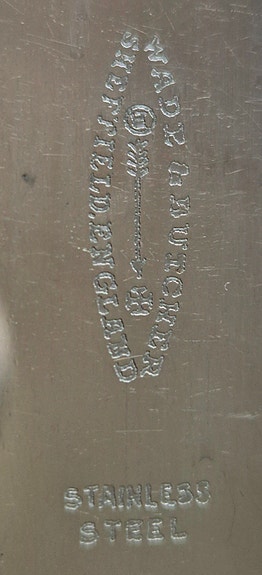 WADE & BUTCHER
SHEFFIELD, ENGLAND
STAINLESS
STEEL